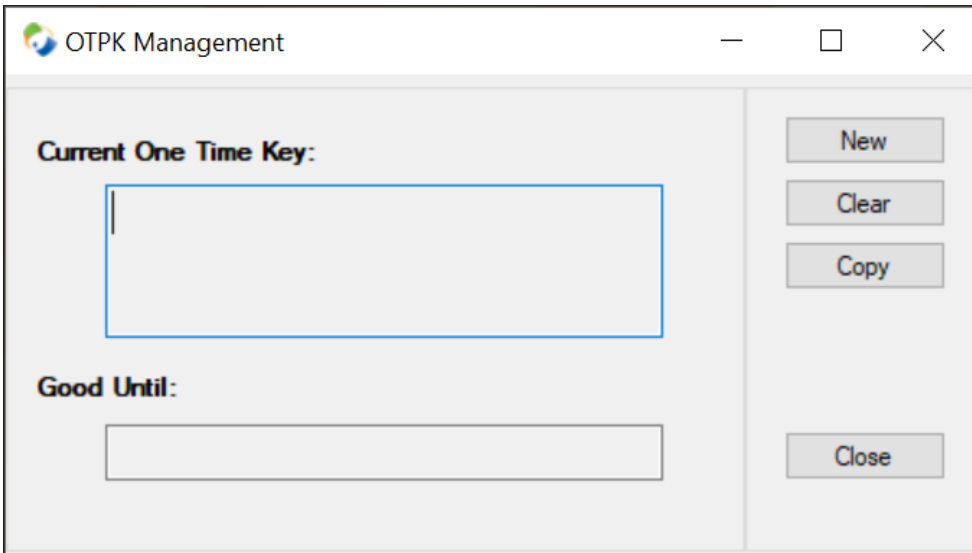 OTPK Management
Current One Time Key:
New
Clear
Copy
Good Until:
Close